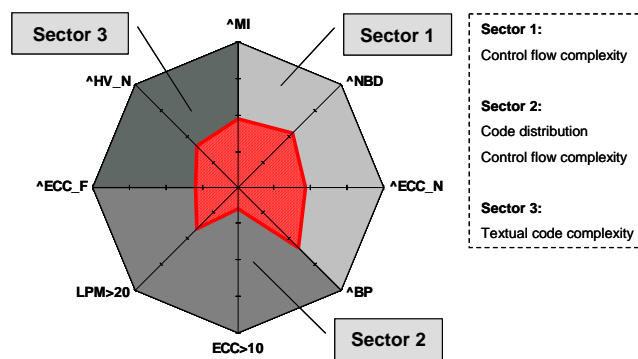 ^MI
Sector 3
Sector 1
^HV_N
^NBD
^ECC_F
^ECC_N
LPM>20
^BP
ECC>10
Sector 2
Sector 1:
Control flow complexity
Sector 2:
Code distribution
Control flow complexity
Sector 3:
Textual code complexity